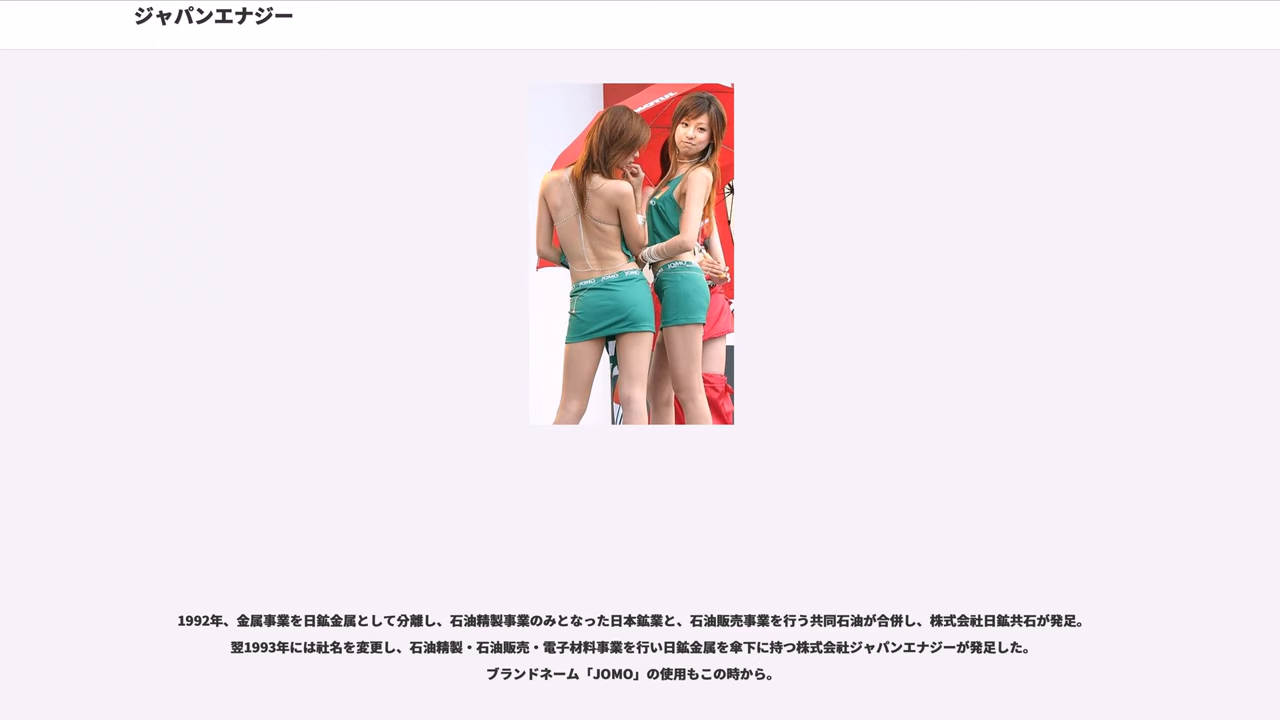 ジャパンエナジー
MOTUL
JOMO JOMO JOMO JOMO
1992年、金属事業を日鉱金属として分離し、石油精製事業のみとなった日本鉱業と、石油販売事業を行う共同石油が合併し、株式会社日鉱共石が発足。
翌1993年には社名を変更し、石油精製・石油販売・電子材料事業を行い日鉱金属を傘下に持つ株式会社ジャパンエナジーが発足した。
ブランドネーム「JOMO」の使用もこの時から。